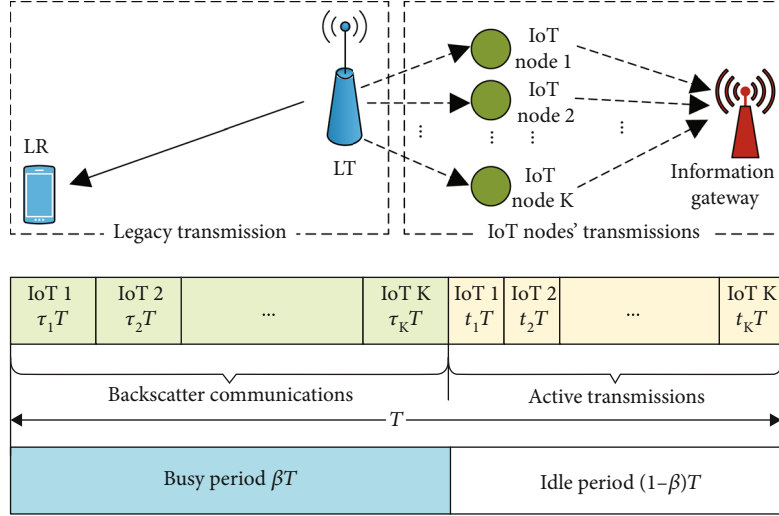 IoT
node 1
IoT
node 2
IoT
node K
LR
LT
Information
gateway
Legacy transmission
IoT nodes' transmissions
IoT 1
τ₁T
IoT 2
τ₂T
...
IoT K
τ_KT
IoT 1
t₁T
IoT 2
t₂T
...
IoT K
t_KT
Backscatter communications
Active transmissions
T
Busy period βT
Idle period (1–β)T